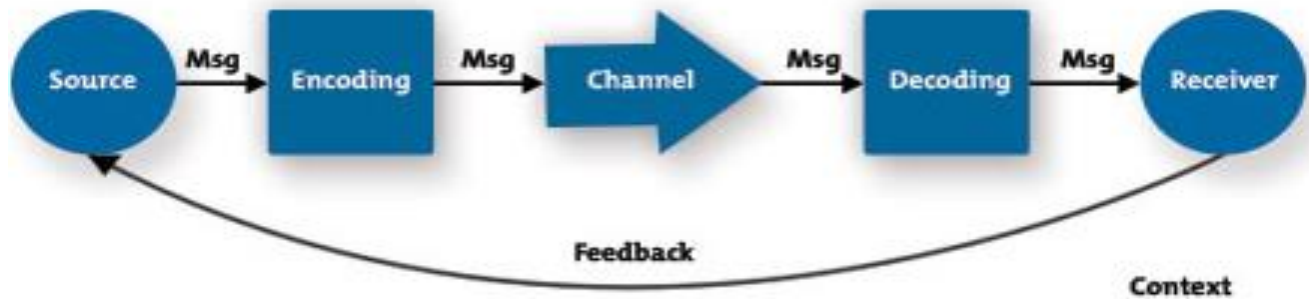 Source
Msg
Encoding
Msg
Channel
Msg
Decoding
Msg
Receiver
Feedback
Context